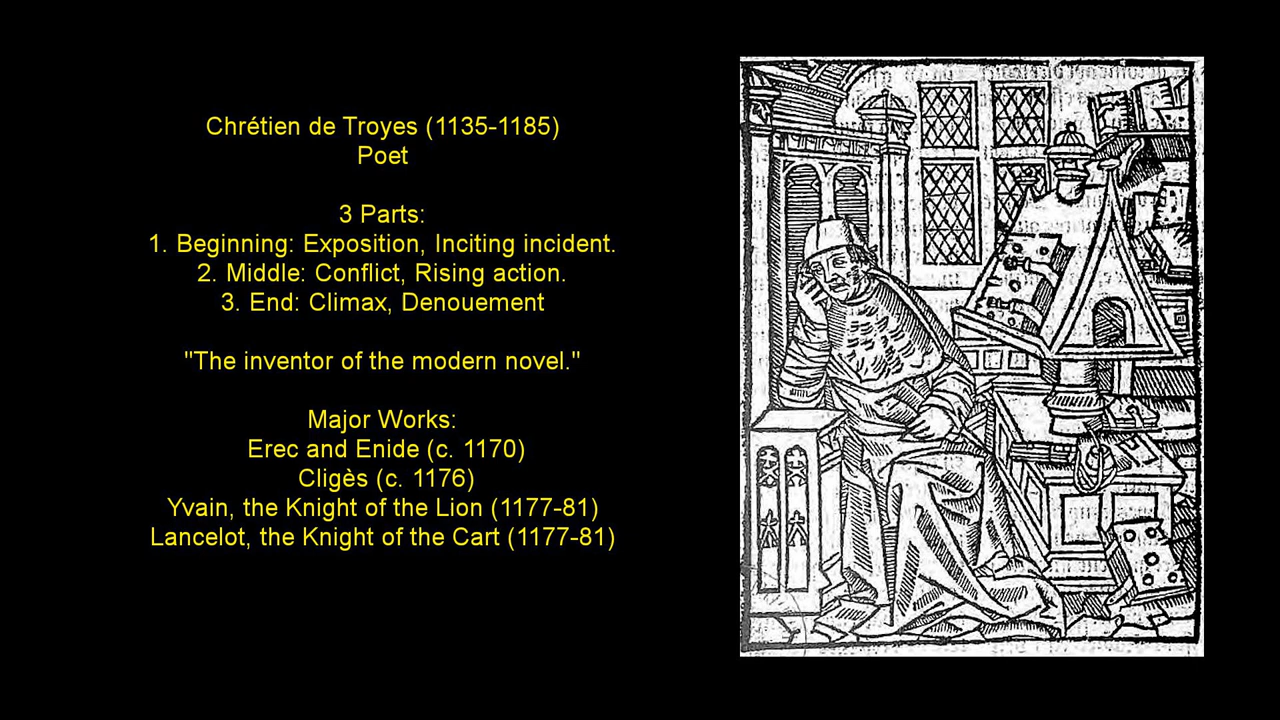 Chrétien de Troyes (1135-1185)
Poet
3 Parts:
1. Beginning: Exposition, Inciting incident.
2. Middle: Conflict, Rising action.
3. End: Climax, Denouement
"The inventor of the modern novel."
Major Works:
Erec and Enide (c. 1170)
Cligès (c. 1176)
Yvain, the Knight of the Lion (1177-81)
Lancelot, the Knight of the Cart (1177-81)